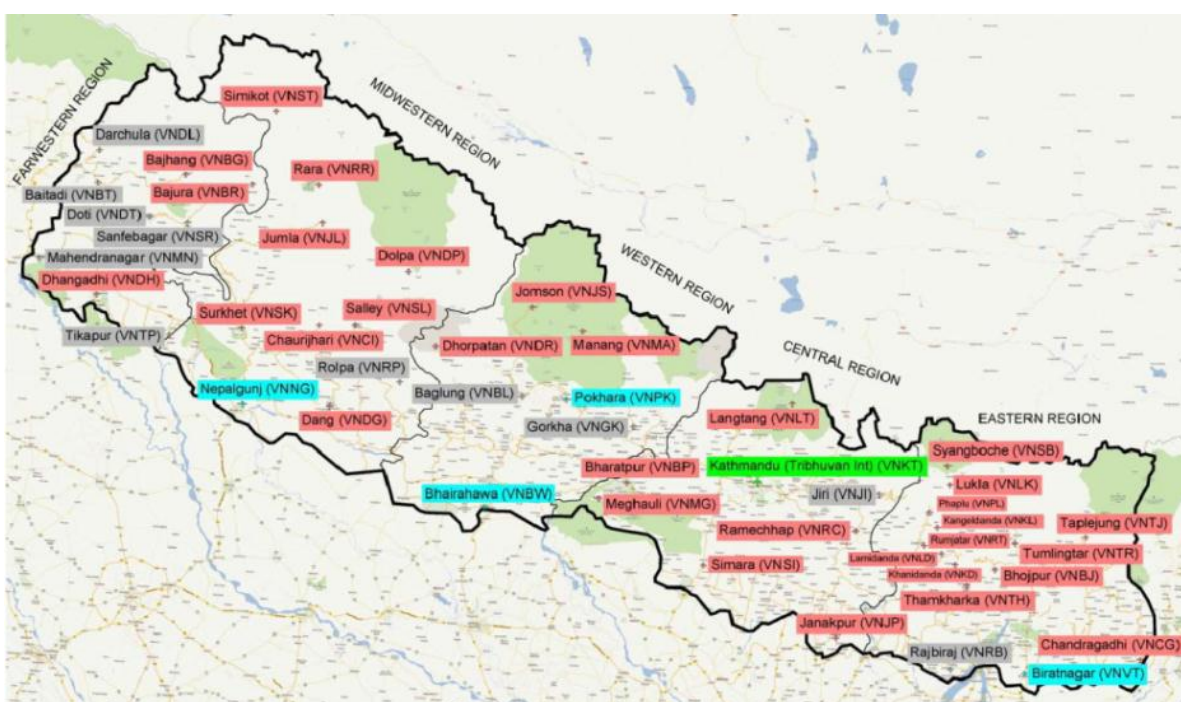 FARWESTERN REGION
MIDWESTERN REGION
WESTERN REGION
CENTRAL REGION
EASTERN REGION
Simikot (VNST)
Darchula (VNDL)
Bajhang (VNBG)
Rara (VNRR)
Baitadi (VNBT)
Bajura (VNBR)
Doti (VNDT)
Sanfebagar (VNSR)
Jumla (VNJL)
Mahendranagar (VNMN)
Dolpa (VNDP)
Dhangadhi (VNDH)
Jomson (VNJS)
Surkhet (VNSK)
Salley (VNSL)
Tikapur (VNTP)
Chaurjhari (VNCI)
Dhorpatan (VNDR)
Manang (VNMA)
Rolpa (VNRP)
Nepalgunj (VNNG)
Baglung (VNBL)
Pokhara (VNPK)
Dang (VNDG)
Gorkha (VNGK)
Langtang (VNLT)
Syangboche (VNSB)
Bharatpur (VNBP)
Kathmandu (Tribhuvan Int) (VNKT)
Lukla (VNLK)
Bhairahawa (VNBW)
Jiri (VNJI)
Meghauli (VNMG)
Phaplu (VNPL)
Kangeldanda (VNKL)
Taplejung (VNTJ)
Ramechhap (VNRC)
Rumjatar (VNRT)
Tumlingtar (VNTR)
Lamidanda (VNLD)
Simara (VNSI)
Khanidanda (VNKD)
Bhojpur (VNBJ)
Thamkharka (VNTH)
Janakpur (VNJP)
Rajbiraj (VNRB)
Chandragadhi (VNCG)
Biratnagar (VNVT)